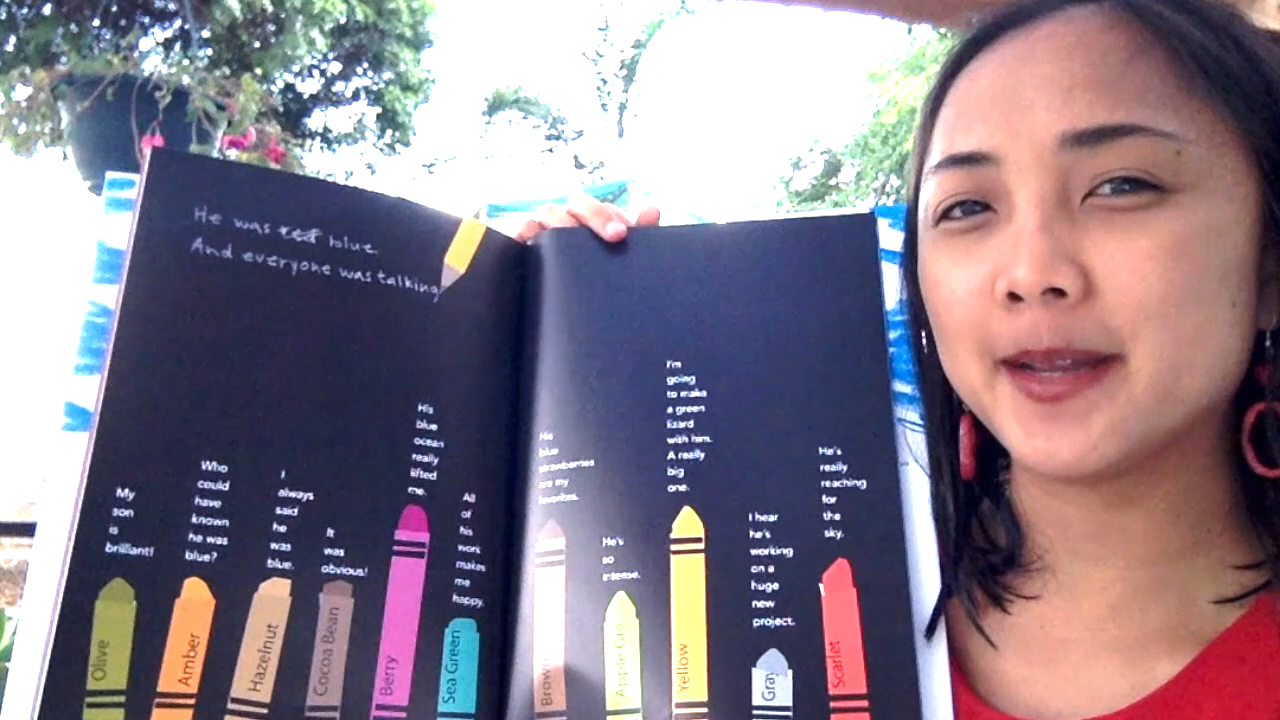 He was red blue.
And everyone was talking.
My
son
is
brilliant!
Who
could
have
known
he was
blue?
I
always
said
he
was
blue.
It
was
obvious!
His
blue
ocean
really
lifted
me.
All
of
his
work
makes
me
happy.
His
blue
strawberries
are my
favorites.
He's
so
intense.
I'm
going
to make
a green
lizard
with him.
A really
big
one.
I hear
he's
working
on a
huge
new
project.
He's
really
reaching
for
the
sky.
Olive
Amber
Hazelnut
Cocoa Bean
Berry
Sea Green
Brown
Apple Gre
Yellow
Gray
Scarlet